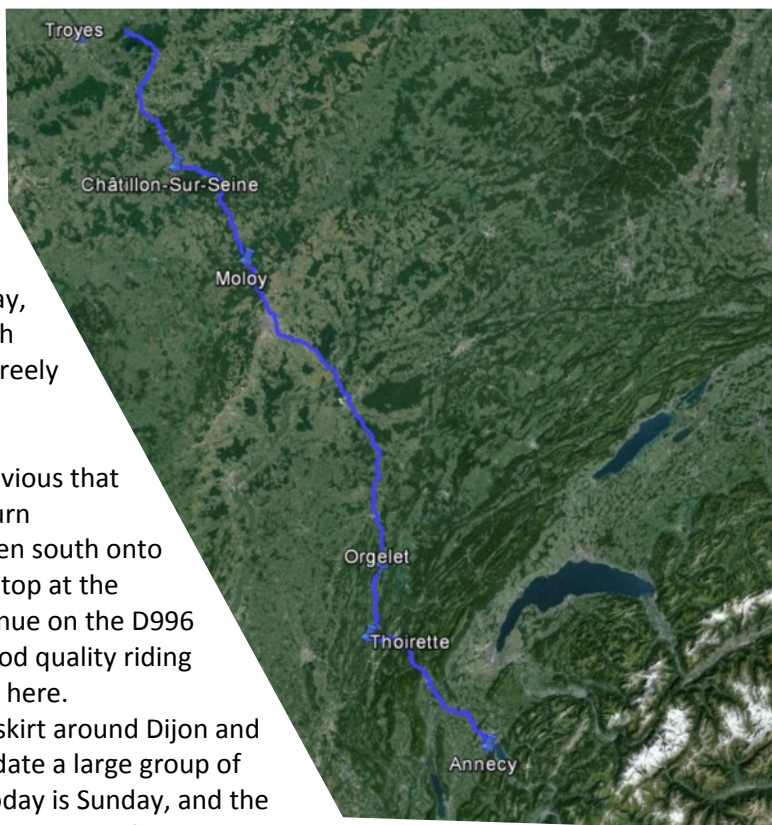 Troyes
Châtillon-Sur-Seine
Moloy
Orgelet
Thoirette
Annecy
ay,
h
reely
vious that
urn
en south onto
top at the
nue on the D996
od quality riding
here.
skirt around Dijon and
date a large group of
oday is Sunday, and the